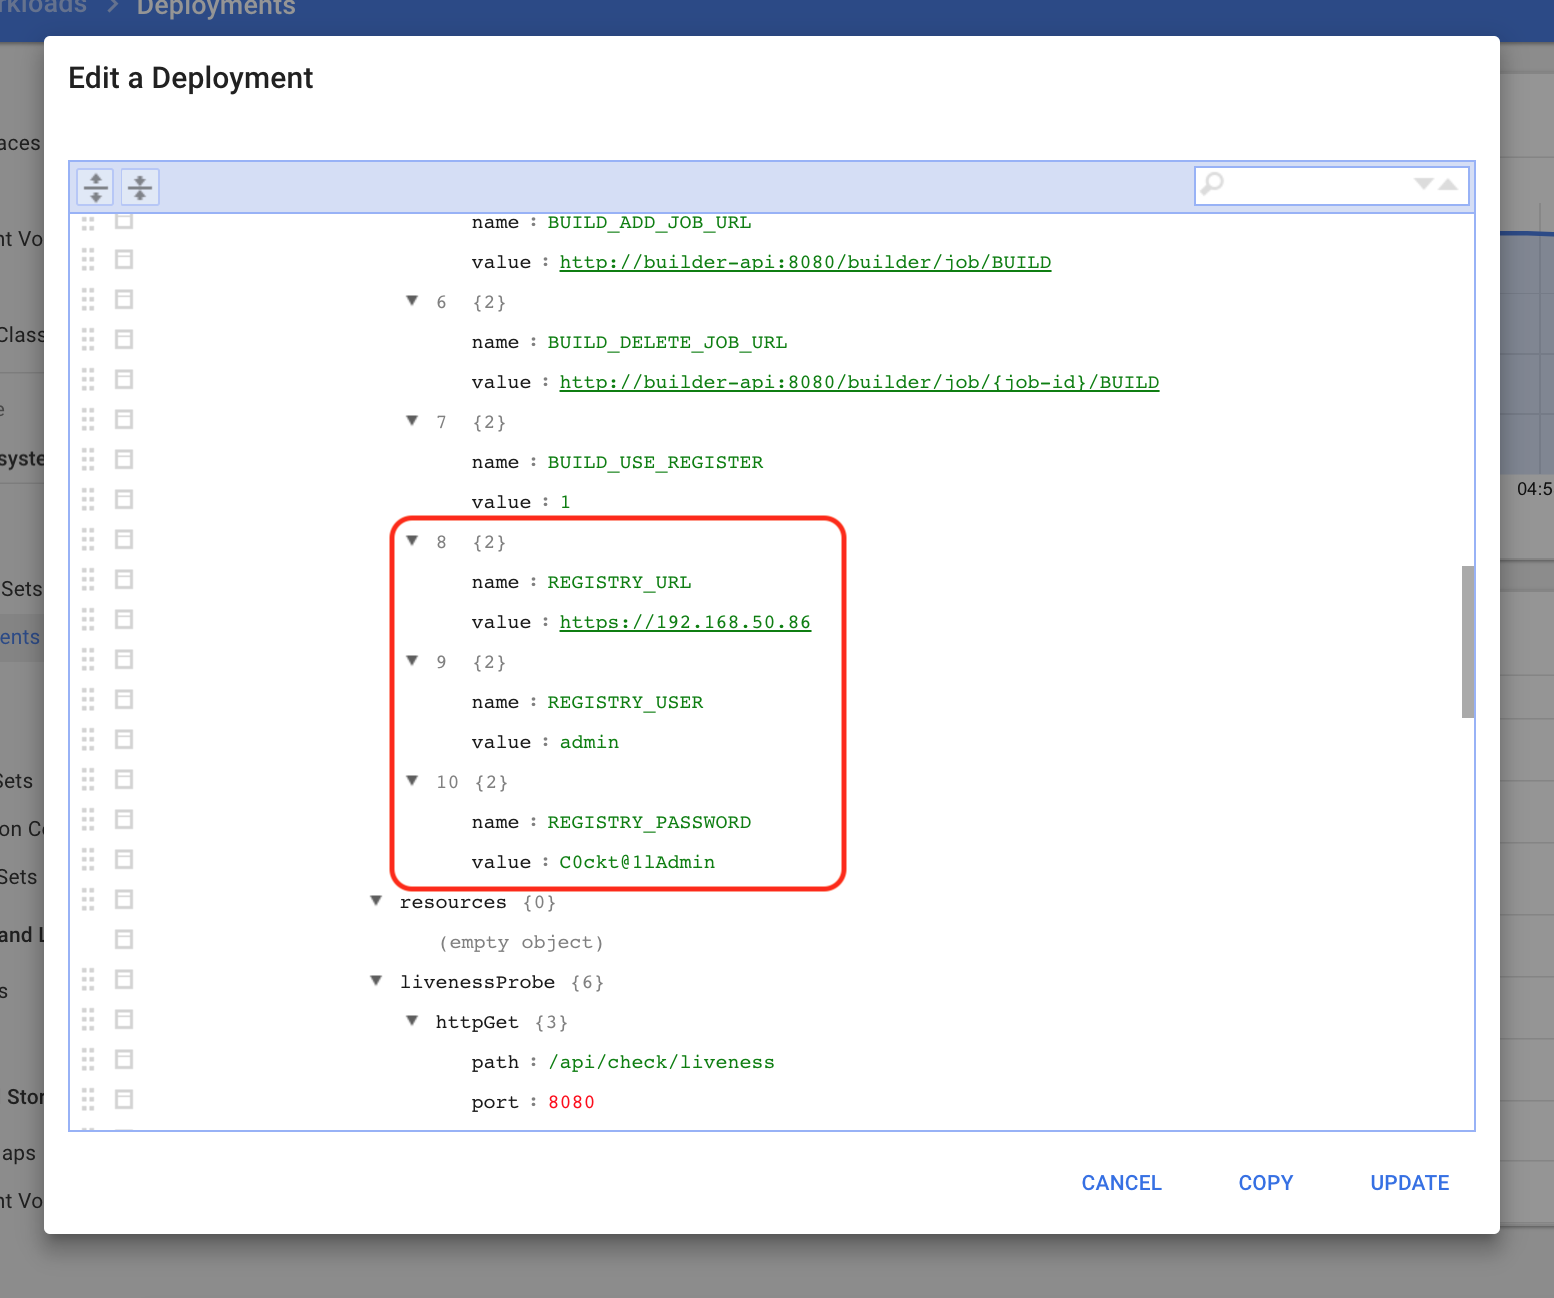 rkloads > Deployments
Edit a Deployment
aces
nt Vo
Class
e
syste
Sets
ents
Sets
on Co
Sets
and L
s
Stor
aps
nt Vo
04:5
name : BUILD_ADD_JOB_URL
value : http://builder-api:8080/builder/job/BUILD
6 {2}
name : BUILD_DELETE_JOB_URL
value : http://builder-api:8080/builder/job/{job-id}/BUILD
7 {2}
name : BUILD_USE_REGISTER
value : 1
8 {2}
name : REGISTRY_URL
value : https://192.168.50.86
9 {2}
name : REGISTRY_USER
value : admin
10 {2}
name : REGISTRY_PASSWORD
value : C0ckt@1lAdmin
resources {0}
(empty object)
livenessProbe {6}
httpGet {3}
path : /api/check/liveness
port : 8080
CANCEL COPY UPDATE